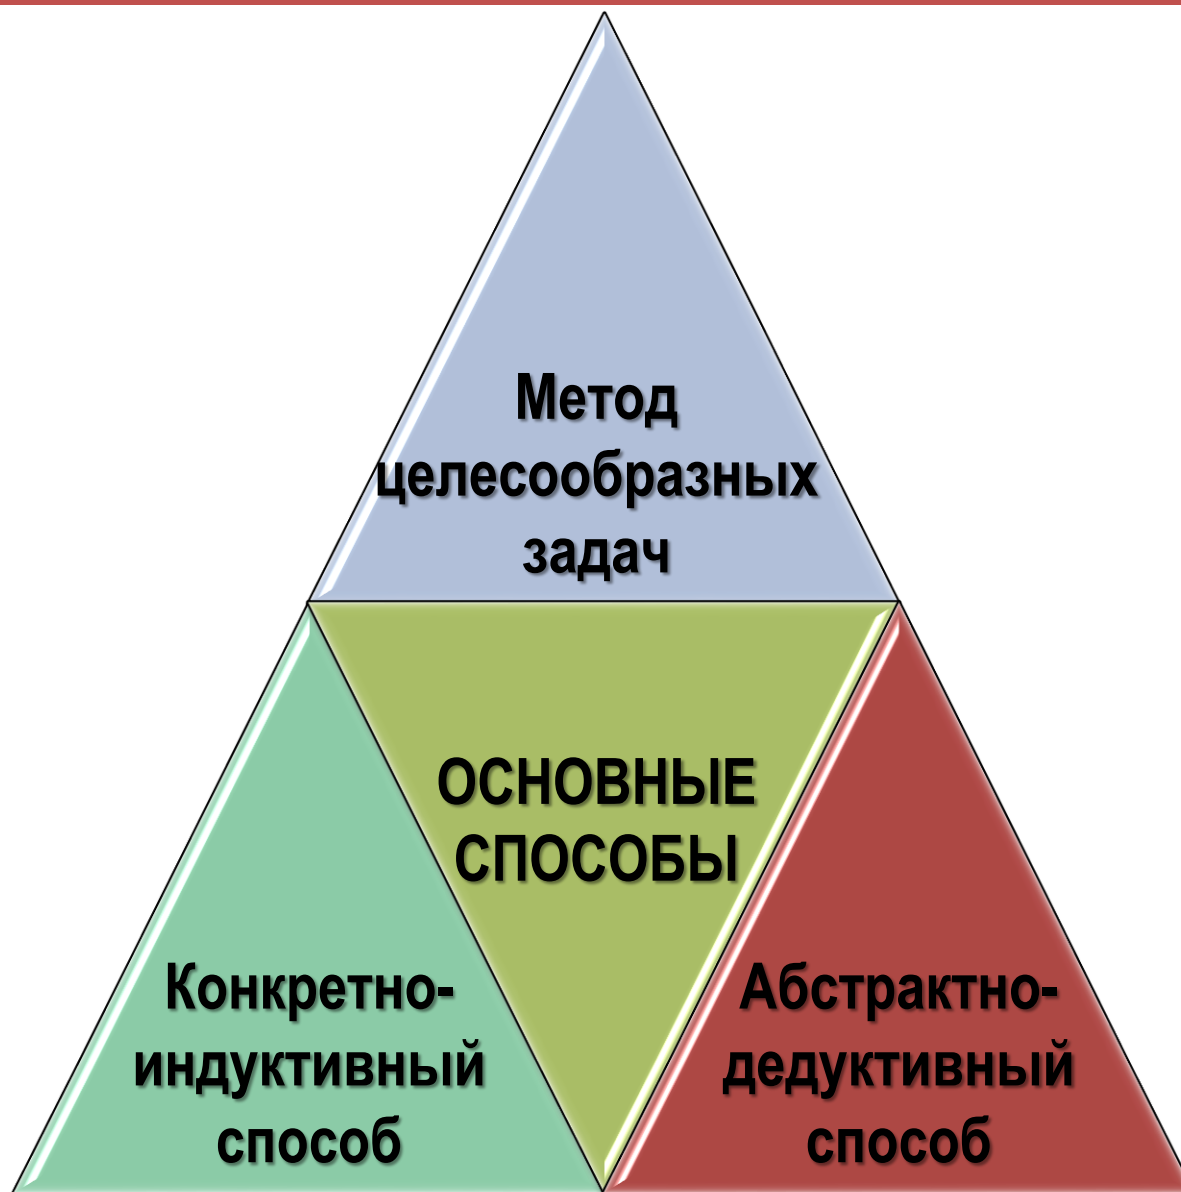 Метод
целесообразных
задач
ОСНОВНЫЕ
СПОСОБЫ
Конкретно-
индуктивный
способ
Абстрактно-
дедуктивный
способ